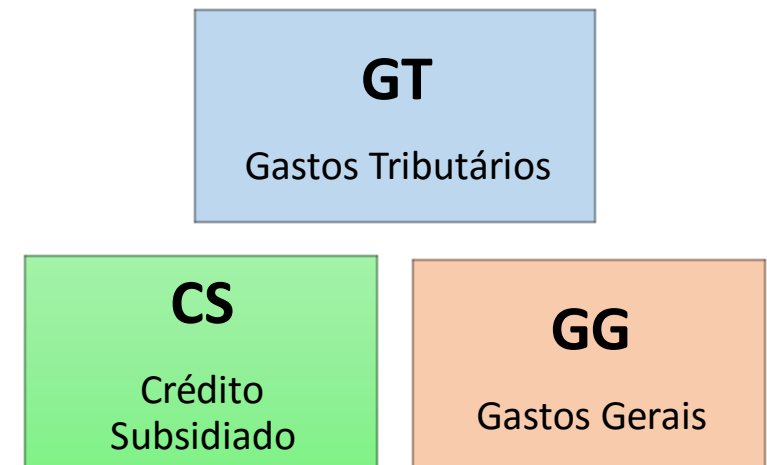 GT
Gastos Tributários
CS
Crédito
Subsidiado
GG
Gastos Gerais